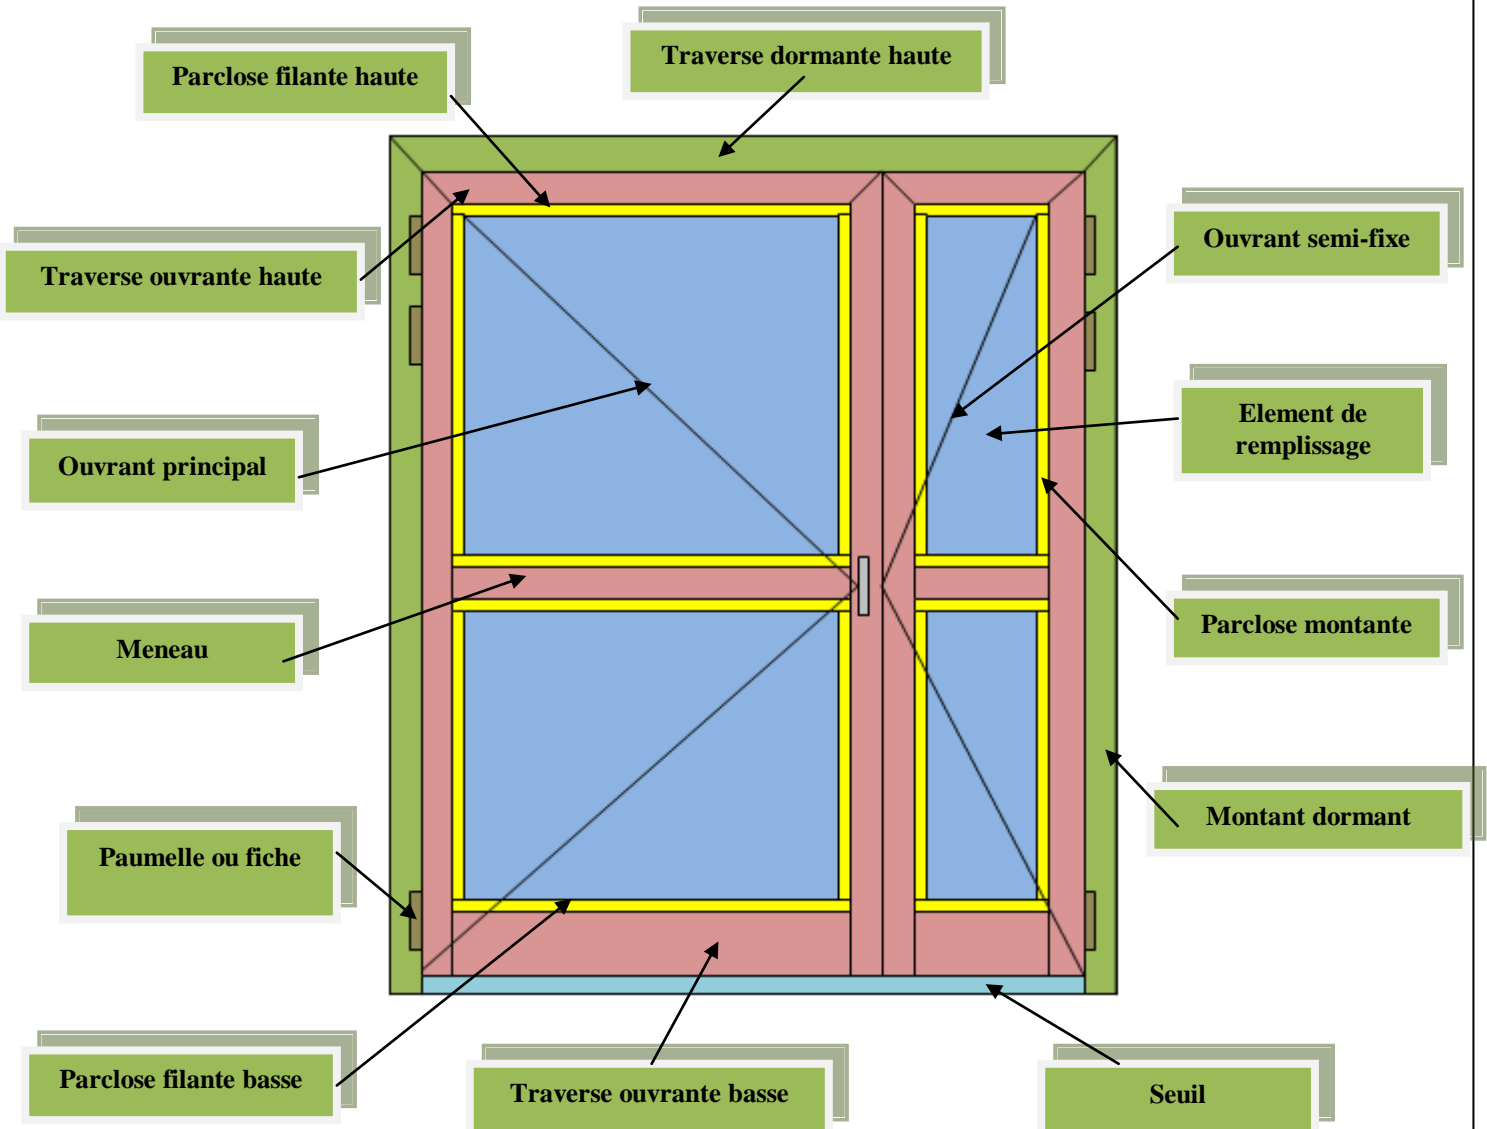 Traverse dormante haute
Parclose filante haute
Ouvrant semi-fixe
Traverse ouvrante haute
Element de
remplissage
Ouvrant principal
Parclose montante
Meneau
Montant dormant
Paumelle ou fiche
Parclose filante basse
Traverse ouvrante basse
Seuil